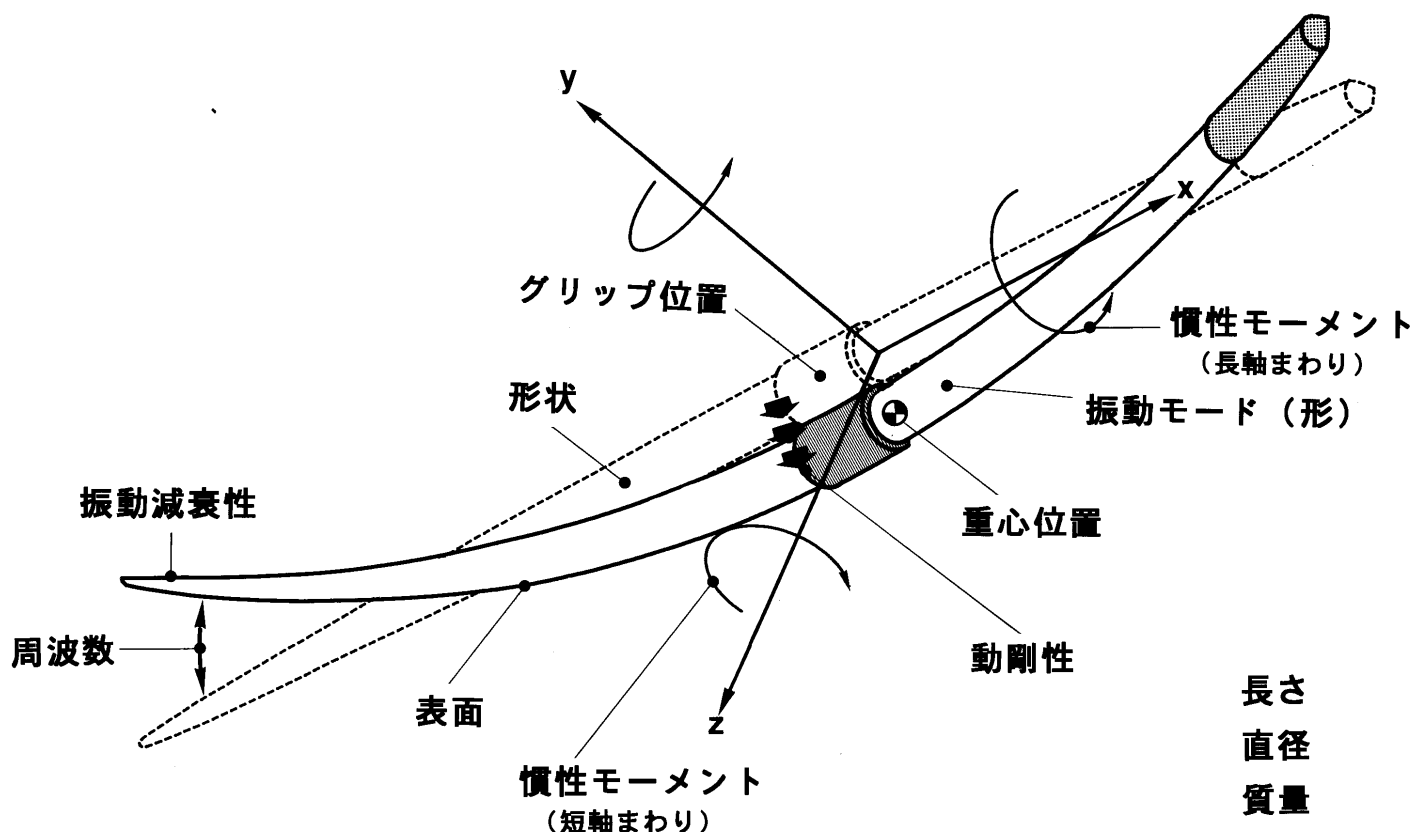 y
x
グリップ位置
慣性モーメント
（長軸まわり）
形状
振動モード（形）
振動減衰性
重心位置
周波数
動剛性
表面
z
長さ
直径
質量
慣性モーメント
（短軸まわり）